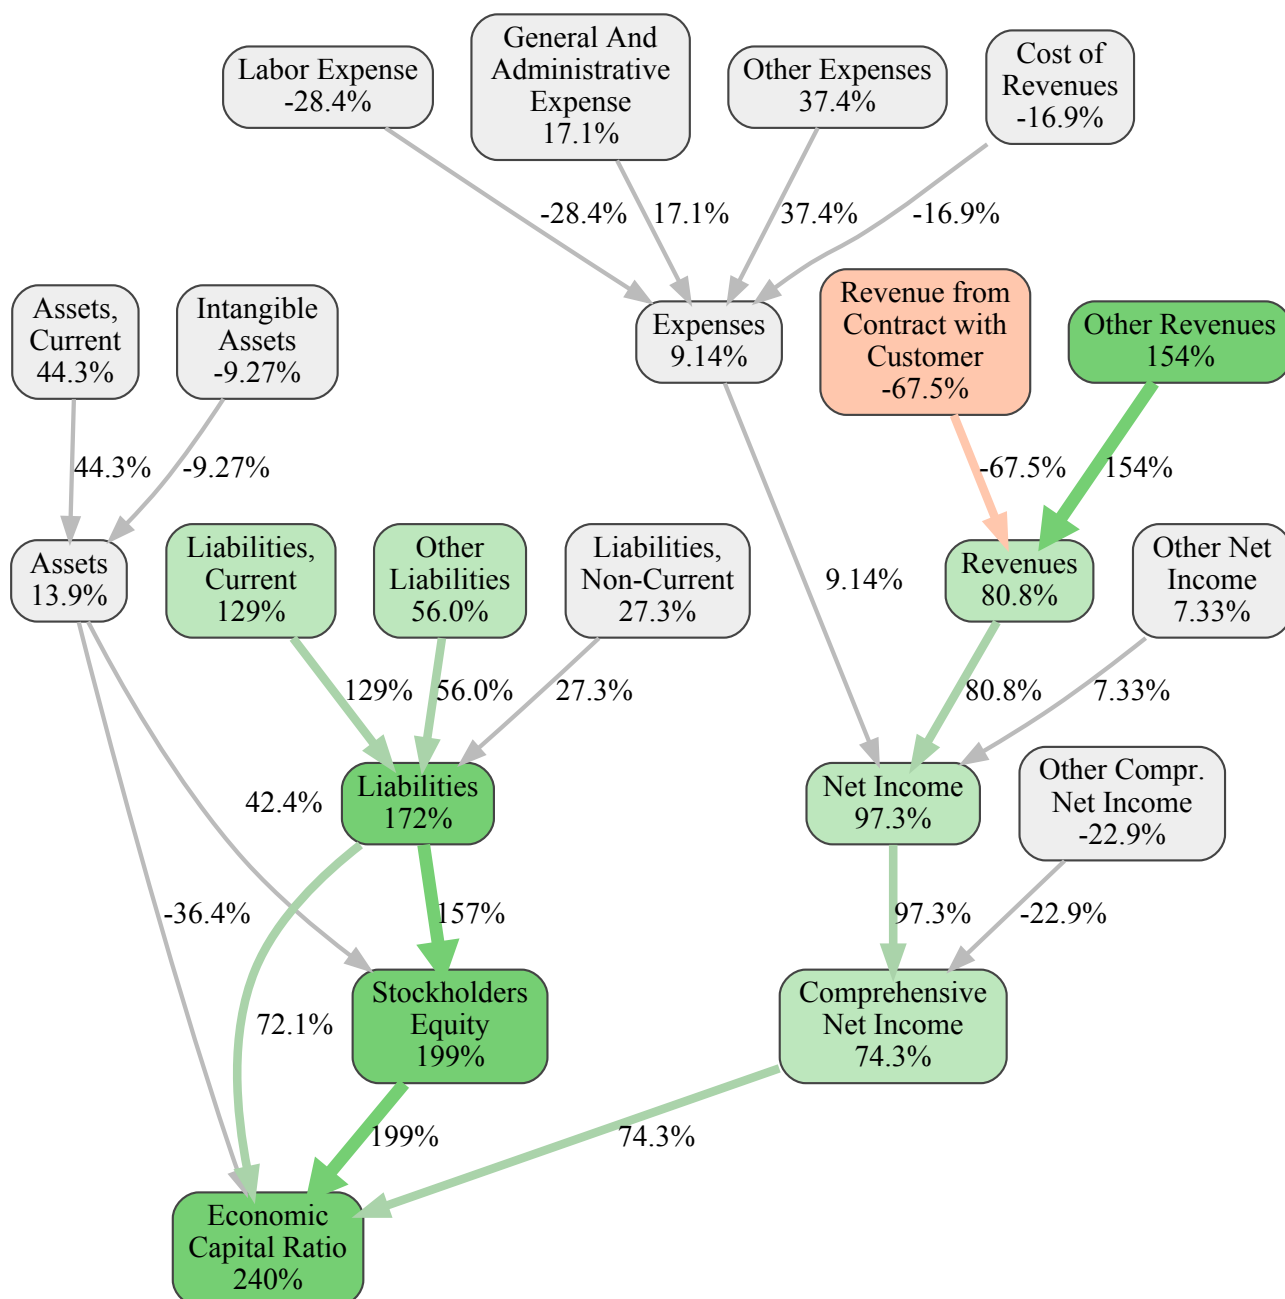 Labor Expense
-28.4%
General And
Administrative
Expense
17.1%
Other Expenses
37.4%
Cost of
Revenues
-16.9%
-28.4%
17.1%
37.4%
-16.9%
Assets,
Current
44.3%
Intangible
Assets
-9.27%
Expenses
9.14%
Revenue from
Contract with
Customer
-67.5%
Other Revenues
154%
44.3%
-9.27%
-67.5%
154%
Assets
13.9%
Liabilities,
Current
129%
Other
Liabilities
56.0%
Liabilities,
Non-Current
27.3%
9.14%
Revenues
80.8%
Other Net
Income
7.33%
129%
56.0%
27.3%
80.8%
7.33%
42.4%
Liabilities
172%
Net Income
97.3%
Other Compr.
Net Income
-22.9%
-36.4%
157%
97.3%
-22.9%
72.1%
Stockholders
Equity
199%
Comprehensive
Net Income
74.3%
199%
74.3%
Economic
Capital Ratio
240%